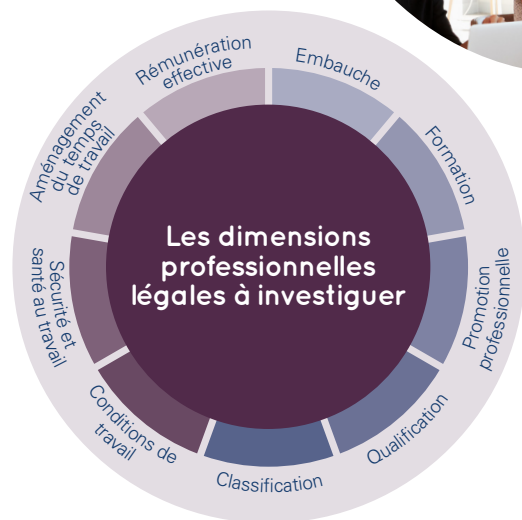 Les dimensions
professionnelles
légales à investiguer
Embauche
Formation
Promotion
professionnelle
Qualification
Classification
Conditions de
travail
Sécurité et
santé au travail
Aménagement
du temps
de travail
Rémunération
effective